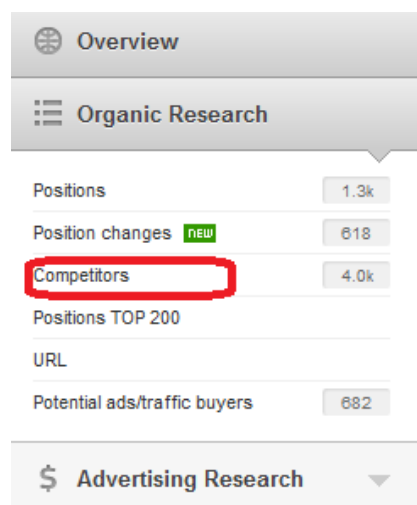 Overview
Organic Research
Positions 1.3k
Position changes new 618
Competitors 4.0k
Positions TOP 200
URL
Potential ads/traffic buyers 682
$ Advertising Research